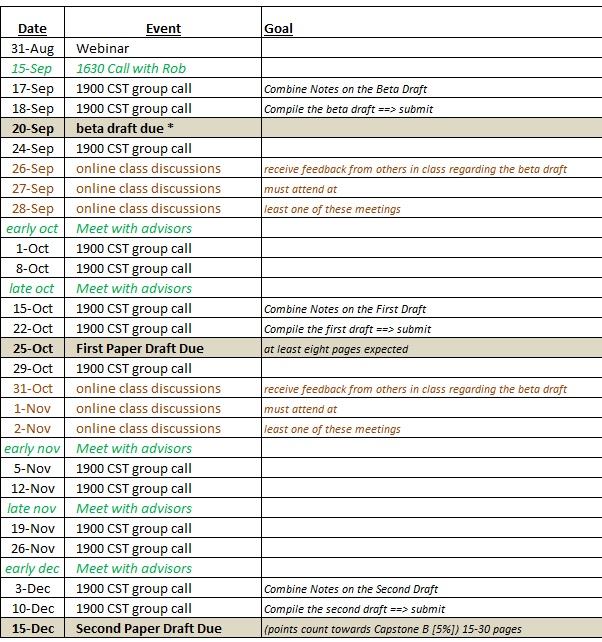 Date Event Goal
31-Aug Webinar
15-Sep 1630 Call with Rob
17-Sep 1900 CST group call Combine Notes on the Beta Draft
18-Sep 1900 CST group call Compile the beta draft ==> submit
20-Sep beta draft due *
24-Sep 1900 CST group call
26-Sep online class discussions receive feedback from others in class regarding the beta draft
27-Sep online class discussions must attend at
28-Sep online class discussions least one of these meetings
early oct Meet with advisors
1-Oct 1900 CST group call
8-Oct 1900 CST group call
late oct Meet with advisors
15-Oct 1900 CST group call Combine Notes on the First Draft
22-Oct 1900 CST group call Compile the first draft ==> submit
25-Oct First Paper Draft Due at least eight pages expected
29-Oct 1900 CST group call
31-Oct online class discussions receive feedback from others in class regarding the beta draft
1-Nov online class discussions must attend at
2-Nov online class discussions least one of these meetings
early nov Meet with advisors
5-Nov 1900 CST group call
12-Nov 1900 CST group call
late nov Meet with advisors
19-Nov 1900 CST group call
26-Nov 1900 CST group call
early dec Meet with advisors
3-Dec 1900 CST group call Combine Notes on the Second Draft
10-Dec 1900 CST group call Compile the second draft ==> submit
15-Dec Second Paper Draft Due (points count towards Capstone B [5%]) 15-30 pages